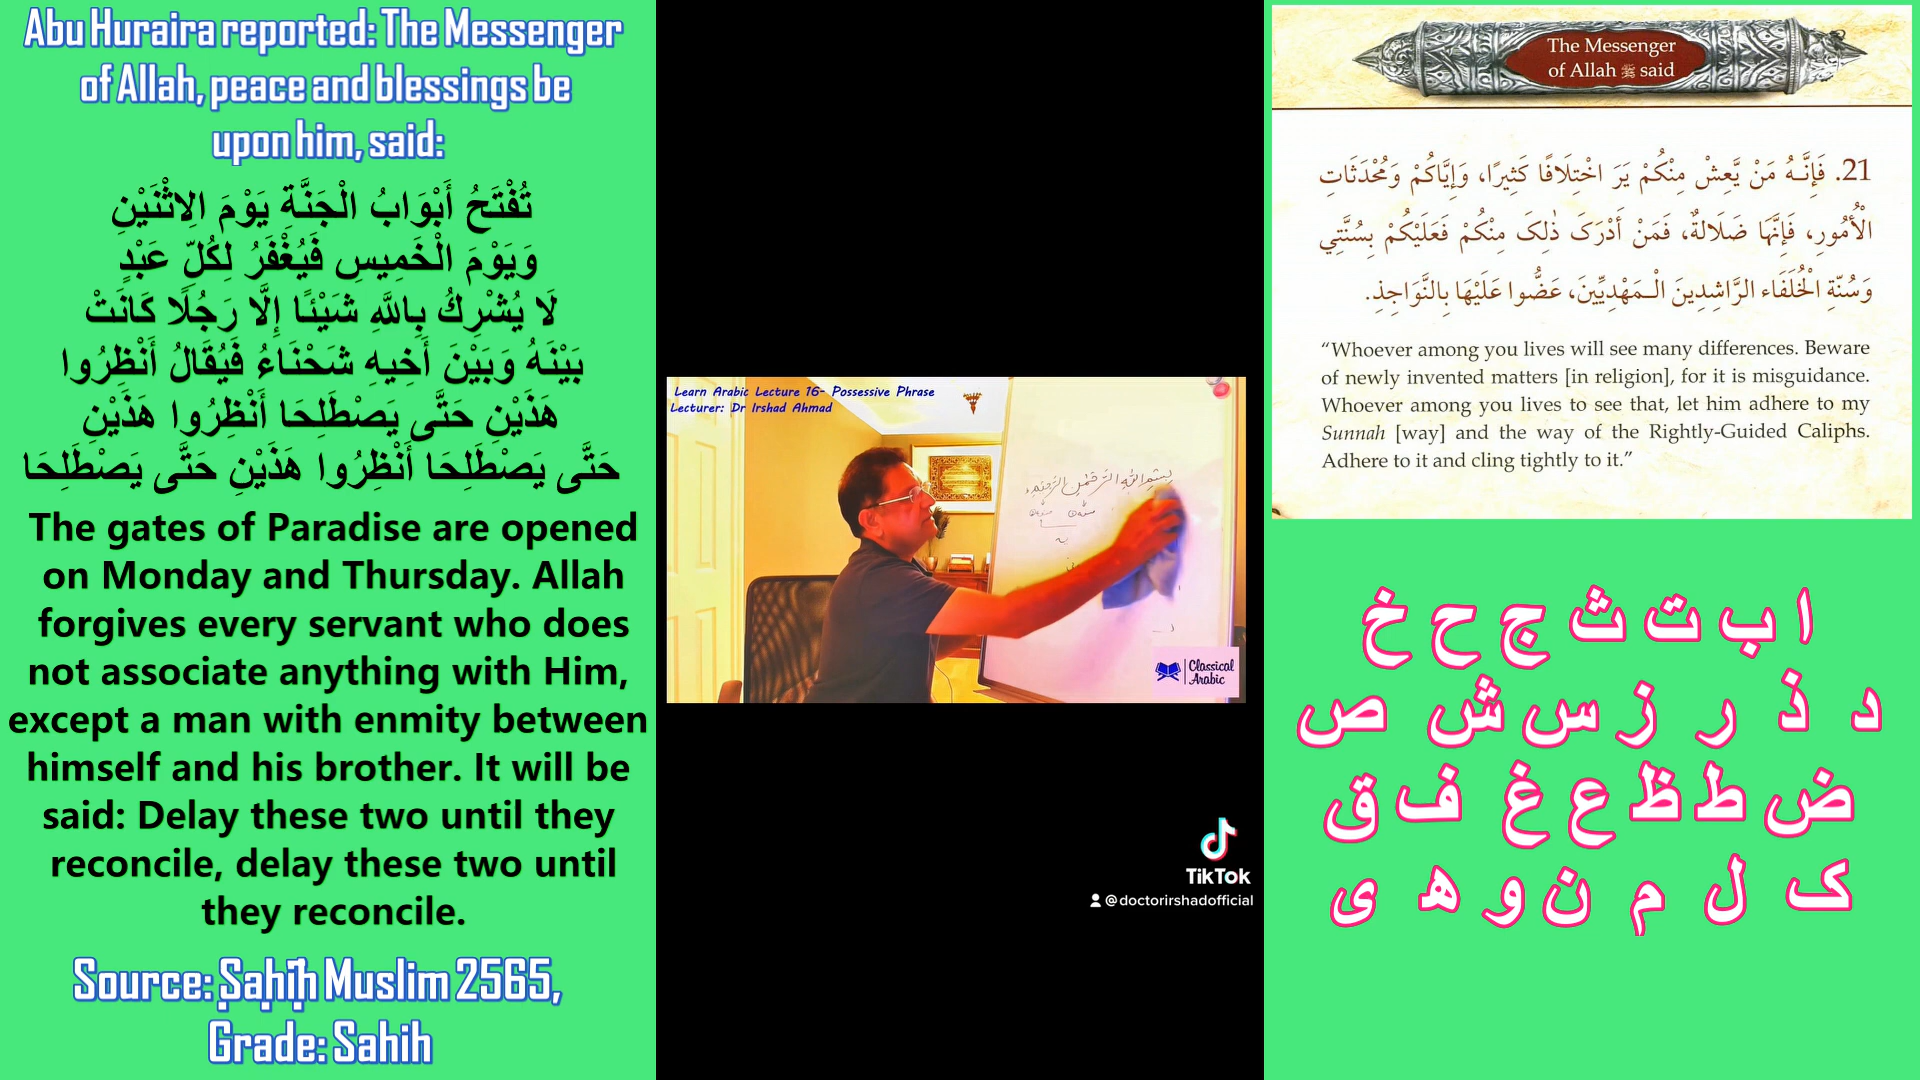 Abu Huraira reported: The Messenger
of Allah, peace and blessings be
upon him, said:
تُفْتَحُ أَبْوَابُ الْجَنَّةِ يَوْمَ الِاثْنَيْنِ
وَيَوْمَ الْخَمِيسِ فَيُغْفَرُ لِكُلِّ عَبْدٍ
لَا يُشْرِكُ بِاللَّهِ شَيْئًا إِلَّا رَجُلًا كَانَتْ
بَيْنَهُ وَبَيْنَ أَخِيهِ شَحْنَاءُ فَيُقَالُ أَنْظِرُوا
هَذَيْنِ حَتَّى يَصْطَلِحَا أَنْظِرُوا هَذَيْنِ
حَتَّى يَصْطَلِحَا أَنْظِرُوا هَذَيْنِ حَتَّى يَصْطَلِحَا
The gates of Paradise are opened
on Monday and Thursday. Allah
forgives every servant who does
not associate anything with Him,
except a man with enmity between
himself and his brother. It will be
said: Delay these two until they
reconcile, delay these two until
they reconcile.
Source: Ṣaḥīḥ Muslim 2565,
Grade: Sahih
Learn Arabic Lecture 16- Possessive Phrase
Lecturer: Dr Irshad Ahmad
بِسْمِ اللهِ الرَّحْمٰنِ الرَّحِيْمِ
Classical
Arabic
TikTok
@doctorirshadofficial
The Messenger
of Allah ﷺ said
21. فَإِنَّهُ مَنْ يَّعِشْ مِنْكُمْ يَرَ اخْتِلَافًا كَثِيرًا، وَإِيَّاكُمْ وَمُحْدَثَاتِ
الْأُمُورِ، فَإِنَّهَا ضَلَالةٌ، فَمَنْ أَدْرَكَ ذٰلِكَ مِنْكُمْ فَعَلَيْكُمْ بِسُنَّتِي
وَسُنَّةِ الْخُلَفَاء الرَّاشِدِينَ الْـمَهْدِيِّينَ، عَضُّوا عَلَيْهَا بِالنَّوَاجِذِ.
“Whoever among you lives will see many differences. Beware
of newly invented matters [in religion], for it is misguidance.
Whoever among you lives to see that, let him adhere to my
Sunnah [way] and the way of the Rightly-Guided Caliphs.
Adhere to it and cling tightly to it.”
ا ب ت ث ج ح خ
د ذ ر ز س ش ص
ض ط ظ ع غ ف ق
ک ل م ن و ه ی